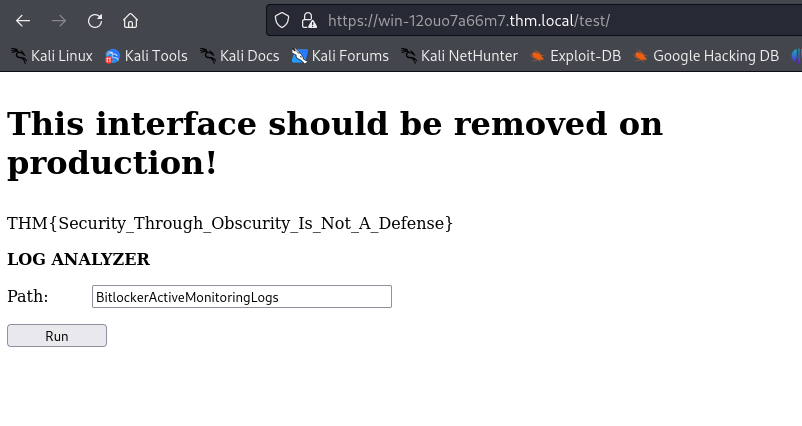 https://win-12ouo7a66m7.thm.local/test/
Kali Linux Kali Tools Kali Docs Kali Forums Kali NetHunter Exploit-DB Google Hacking DB
This interface should be removed on
production!
THM{Security_Through_Obscurity_Is_Not_A_Defense}
LOG ANALYZER
Path: BitlockerActiveMonitoringLogs
Run